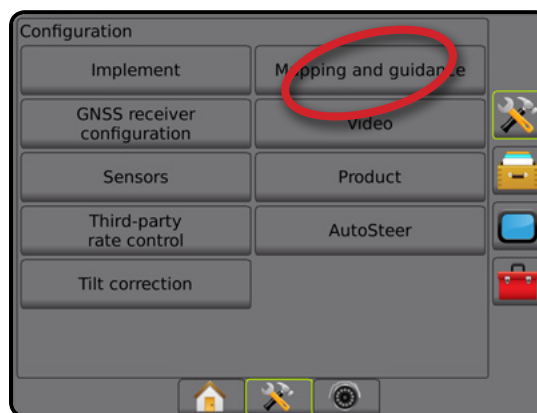 Configuration
Implement
Mapping and guidance
GNSS receiver
configuration
Video
Sensors
Product
Third-party
rate control
AutoSteer
Tilt correction